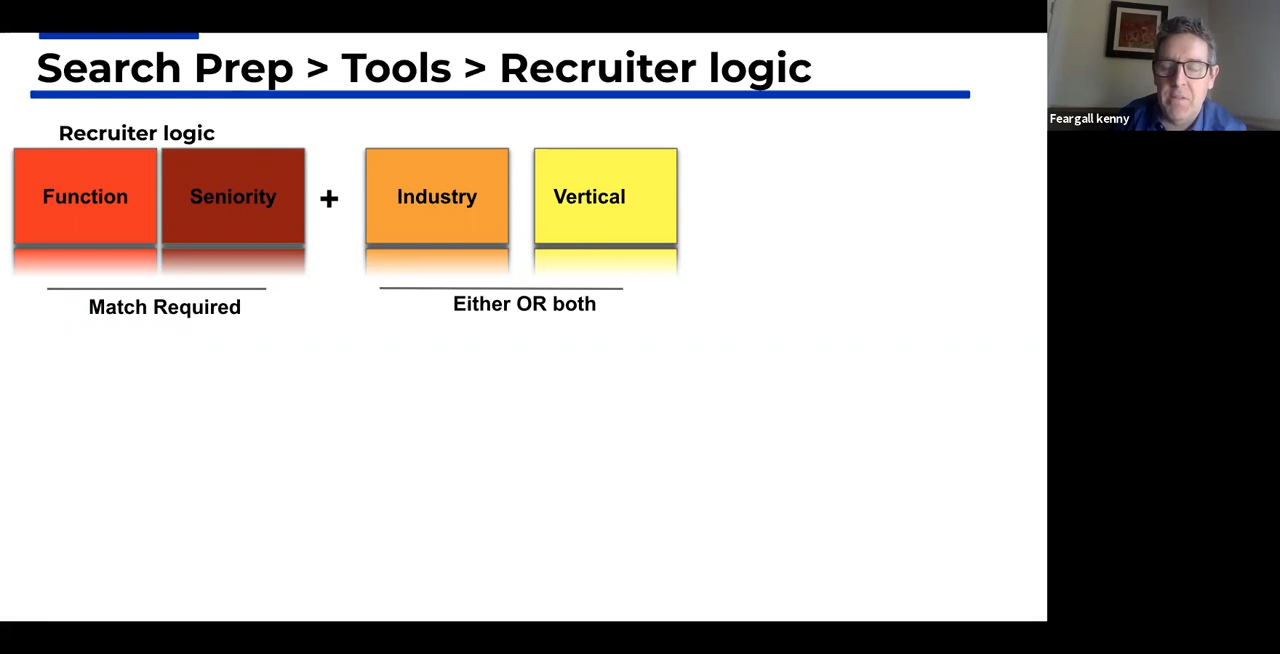 Search Prep > Tools > Recruiter logic
Feargall kenny
Recruiter logic
Function Seniority + Industry Vertical
Match Required
Either OR both